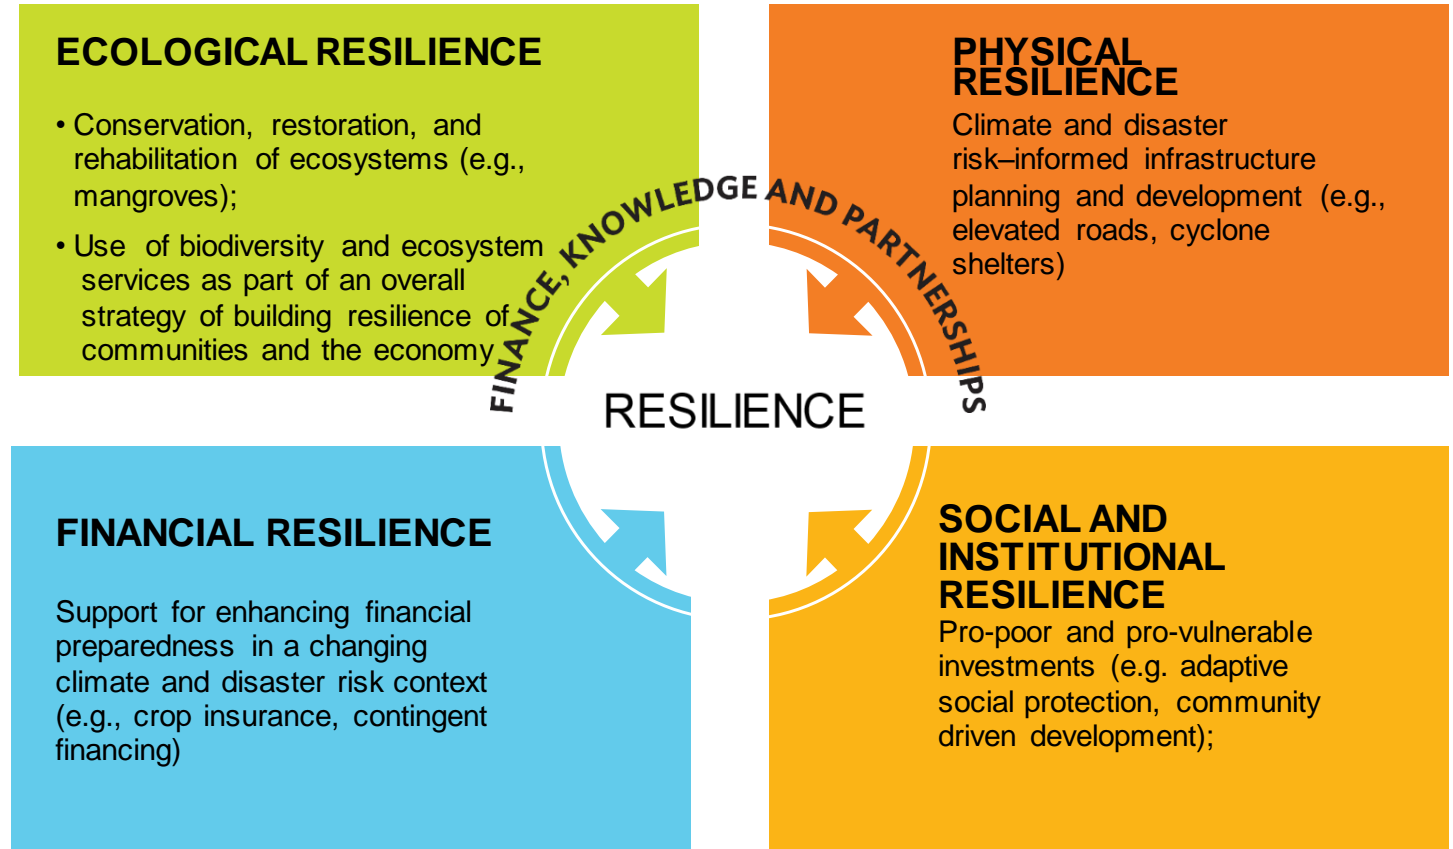 ECOLOGICAL RESILIENCE
• Conservation, restoration, and
rehabilitation of ecosystems (e.g.,
mangroves);
• Use of biodiversity and ecosystem
services as part of an overall
strategy of building resilience of
communities and the economy
PHYSICAL
RESILIENCE
Climate and disaster
risk–informed infrastructure
planning and development (e.g.,
elevated roads, cyclone
shelters)
FINANCE, KNOWLEDGE AND PARTNERSHIPS
RESILIENCE
FINANCIAL RESILIENCE
Support for enhancing financial
preparedness in a changing
climate and disaster risk context
(e.g., crop insurance, contingent
financing)
SOCIAL AND
INSTITUTIONAL
RESILIENCE
Pro-poor and pro-vulnerable
investments (e.g. adaptive
social protection, community
driven development);